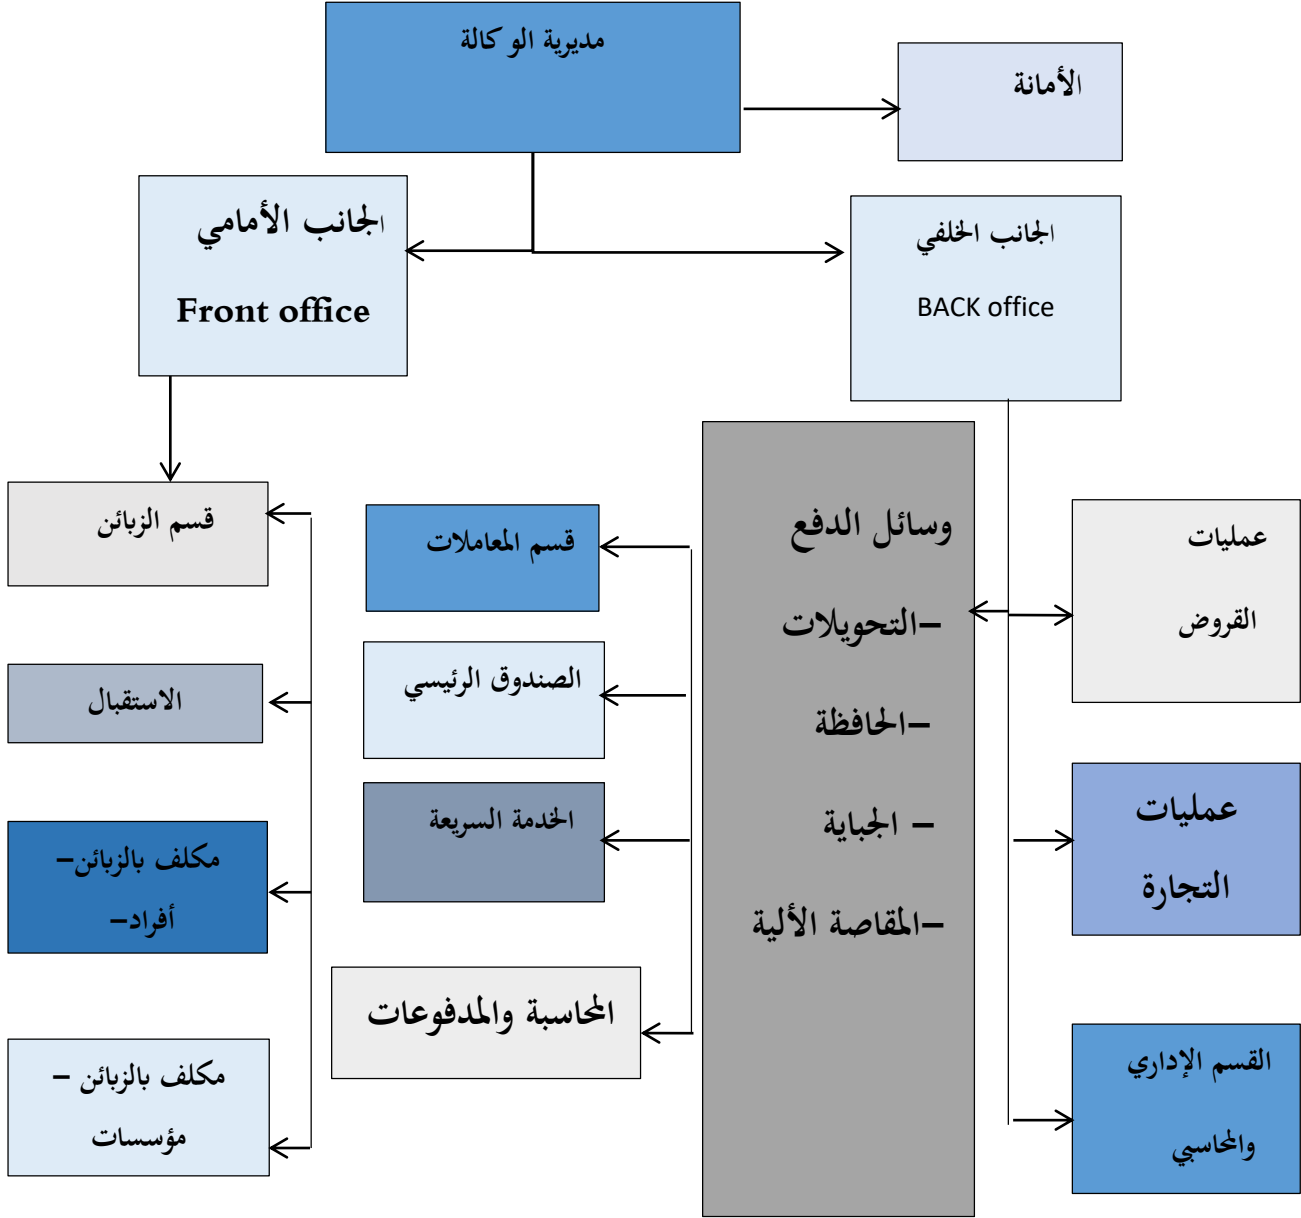 مديرية الوكالة
الأمانة
الجانب الأمامي
Front office
الجانب الخلفي
BACK office
عمليات
القروض
عمليات
التجارة
القسم الإداري
والمحاسبي
وسائل الدفع
–التحويلات
–الحافظة
– الجباية
–المقاصة الألية
قسم المعاملات
الصندوق الرئيسي
الخدمة السريعة
المحاسبة والمدفوعات
قسم الزبائن
الاستقبال
مكلف بالزبائن–
أفراد–
مكلف بالزبائن –
مؤسسات